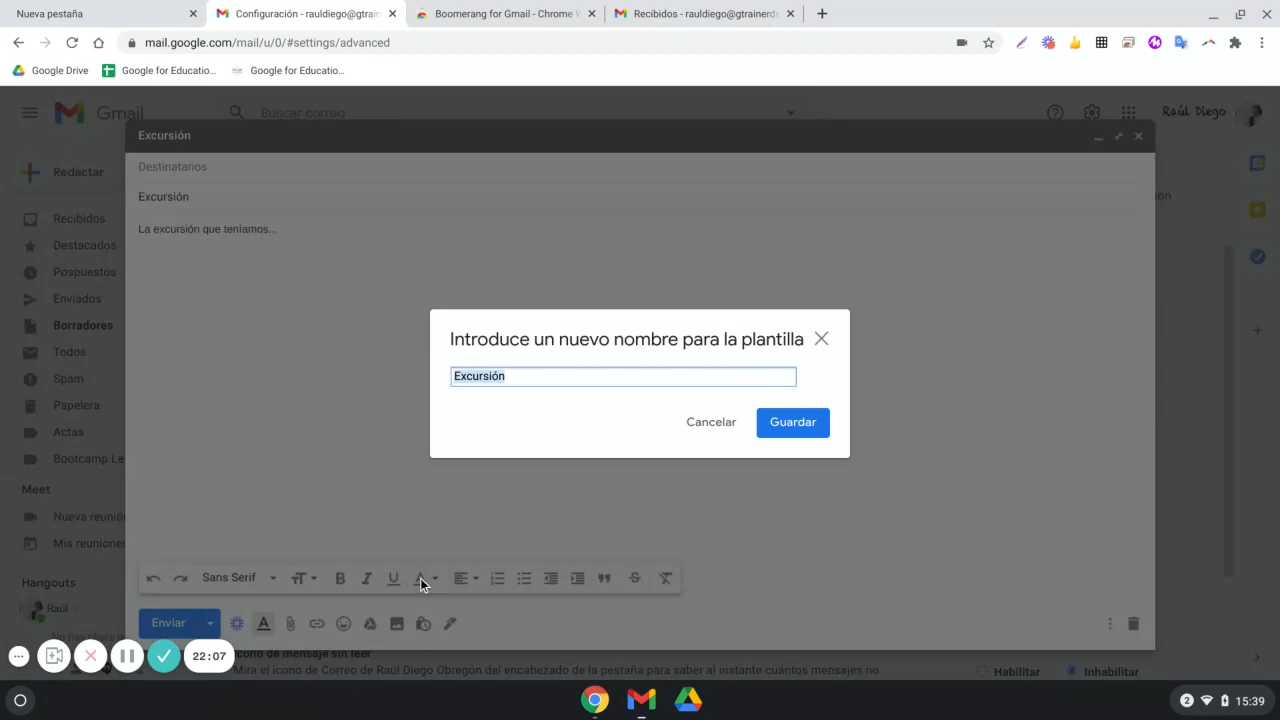 Nueva pestaña
Configuración - rauldiego@gtrain
Boomerang for Gmail - Chrome W
Recibidos - rauldiego@gtrainerde
mail.google.com/mail/u/0/#settings/advanced
Google Drive
Google for Educatio...
Google for Educatio...
Gmail
Buscar correo
Raúl Diego
Excursión
Redactar
Destinatarios
Excursión
Recibidos
La excursión que teníamos...
Destacados
Pospuestos
Enviados
Borradores
Todos
Spam
Papelera
Actas
Bootcamp Le
Introduce un nuevo nombre para la plantilla
Excursión
Cancelar
Guardar
Meet
Nueva reunión
Mis reuniones
Hangouts
Raúl
Sans Serif
Enviar
22:07
cono de mensaje sin leer
Mira el icono de Correo de Raúl Diego Obregón del encabezado de la pestaña para saber al instante cuántos mensajes no
Habilitar
Inhabilitar
2
15:39